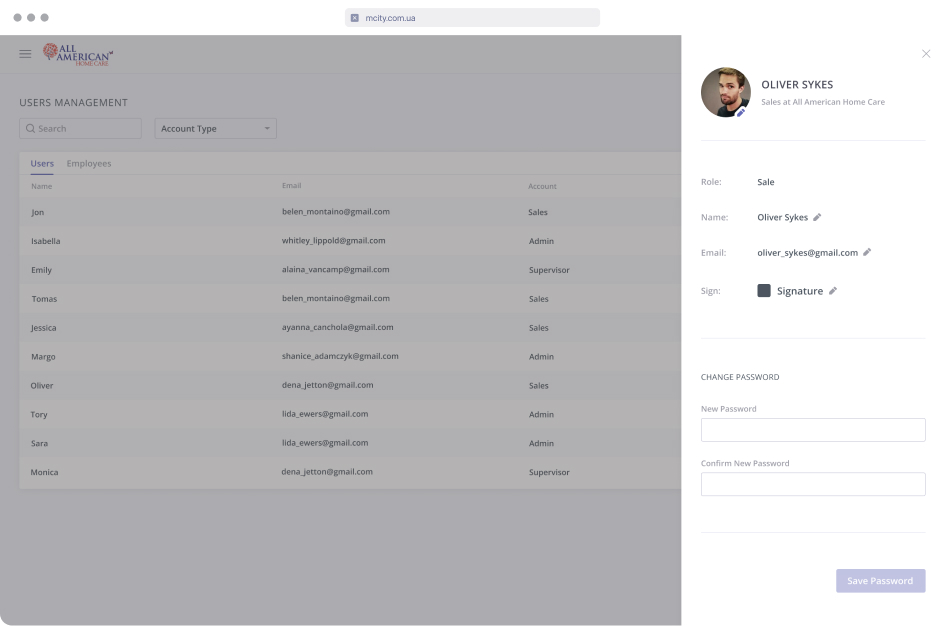 mcity.com.ua
ALL
AMERICAN
HOME CARE
USERS MANAGEMENT
Search
Account Type
Users Employees
Name Email Account
Jon belen_montaino@gmail.com Sales
Isabella whitley_lippold@gmail.com Admin
Emily alaina_vancamp@gmail.com Supervisor
Tomas belen_montaino@gmail.com Sales
Jessica ayanna_canchola@gmail.com Sales
Margo shanice_adamczyk@gmail.com Admin
Oliver dena_jetton@gmail.com Sales
Tory lida_ewers@gmail.com Admin
Sara lida_ewers@gmail.com Admin
Monica dena_jetton@gmail.com Supervisor
OLIVER SYKES
Sales at All American Home Care
Role: Sale
Name: Oliver Sykes
Email: oliver_sykes@gmail.com
Sign: Signature
CHANGE PASSWORD
New Password
Confirm New Password
Save Password